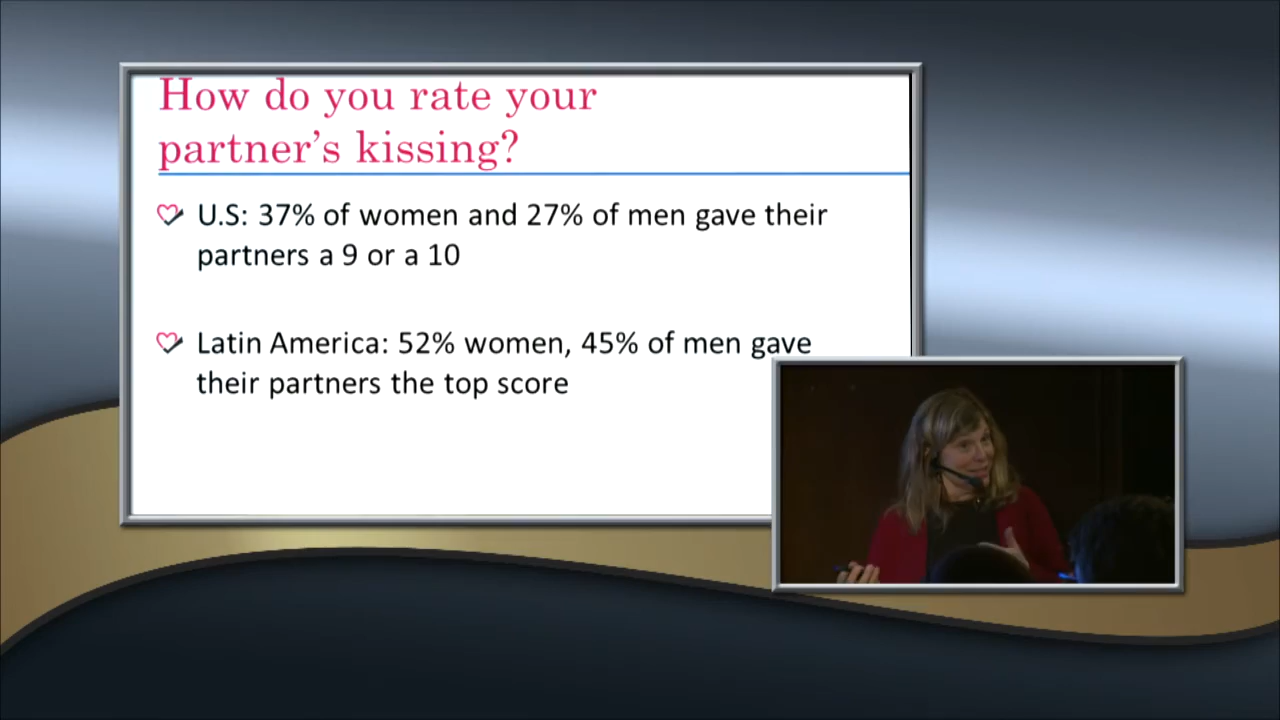 How do you rate your
partner's kissing?
U.S: 37% of women and 27% of men gave their
partners a 9 or a 10
Latin America: 52% women, 45% of men gave
their partners the top score